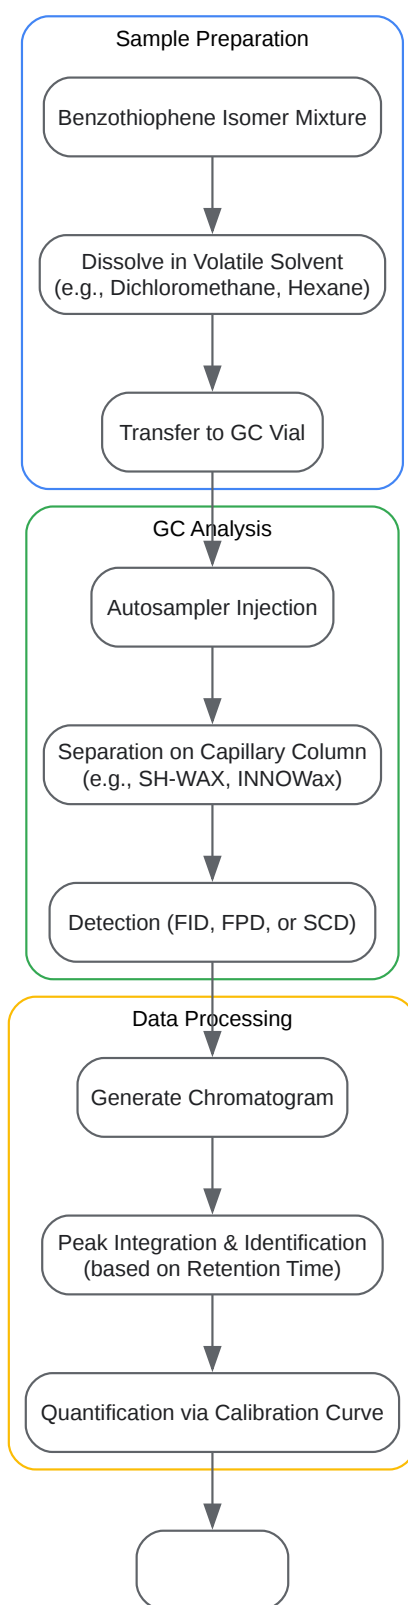 Sample Preparation
Benzothiophene Isomer Mixture
Dissolve in Volatile Solvent
(e.g., Dichloromethane, Hexane)
Transfer to GC Vial
GC Analysis
Autosampler Injection
Separation on Capillary Column
(e.g., SH-WAX, INNOWax)
Detection (FID, FPD, or SCD)
Data Processing
Generate Chromatogram
Peak Integration & Identification
(based on Retention Time)
Quantification via Calibration Curve